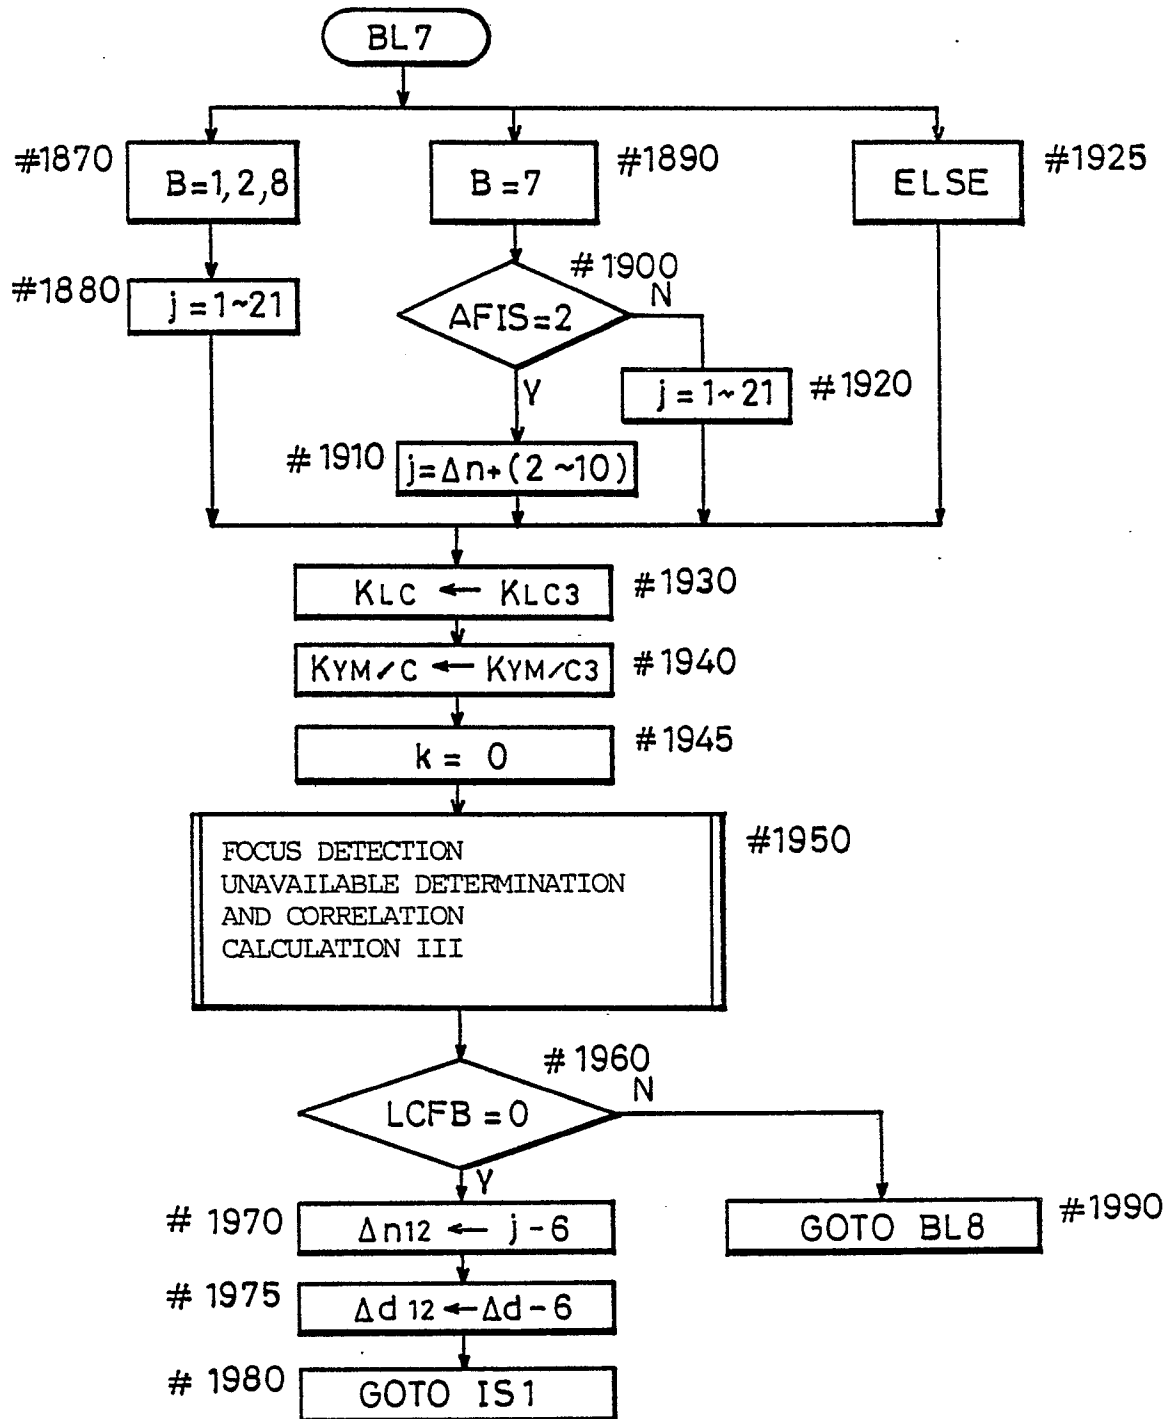 BL7
#1870
B=1,2,8
B=7
#1890
ELSE
#1925
#1880
j=1~21
#1900
AFIS=2
N
Y
j=1~21
#1920
#1910
j=Δn+(2~10)
KLC ← KLC3
#1930
KYM/C ← KYM/C3
#1940
k= 0
#1945
FOCUS DETECTION
UNAVAILABLE DETERMINATION
AND CORRELATION
CALCULATION III
#1950
#1960
LCFB=0
N
Y
# 1970
Δn12 ← j-6
GOTO BL8
#1990
# 1975
Δd12 ← Δd-6
# 1980
GOTO IS1